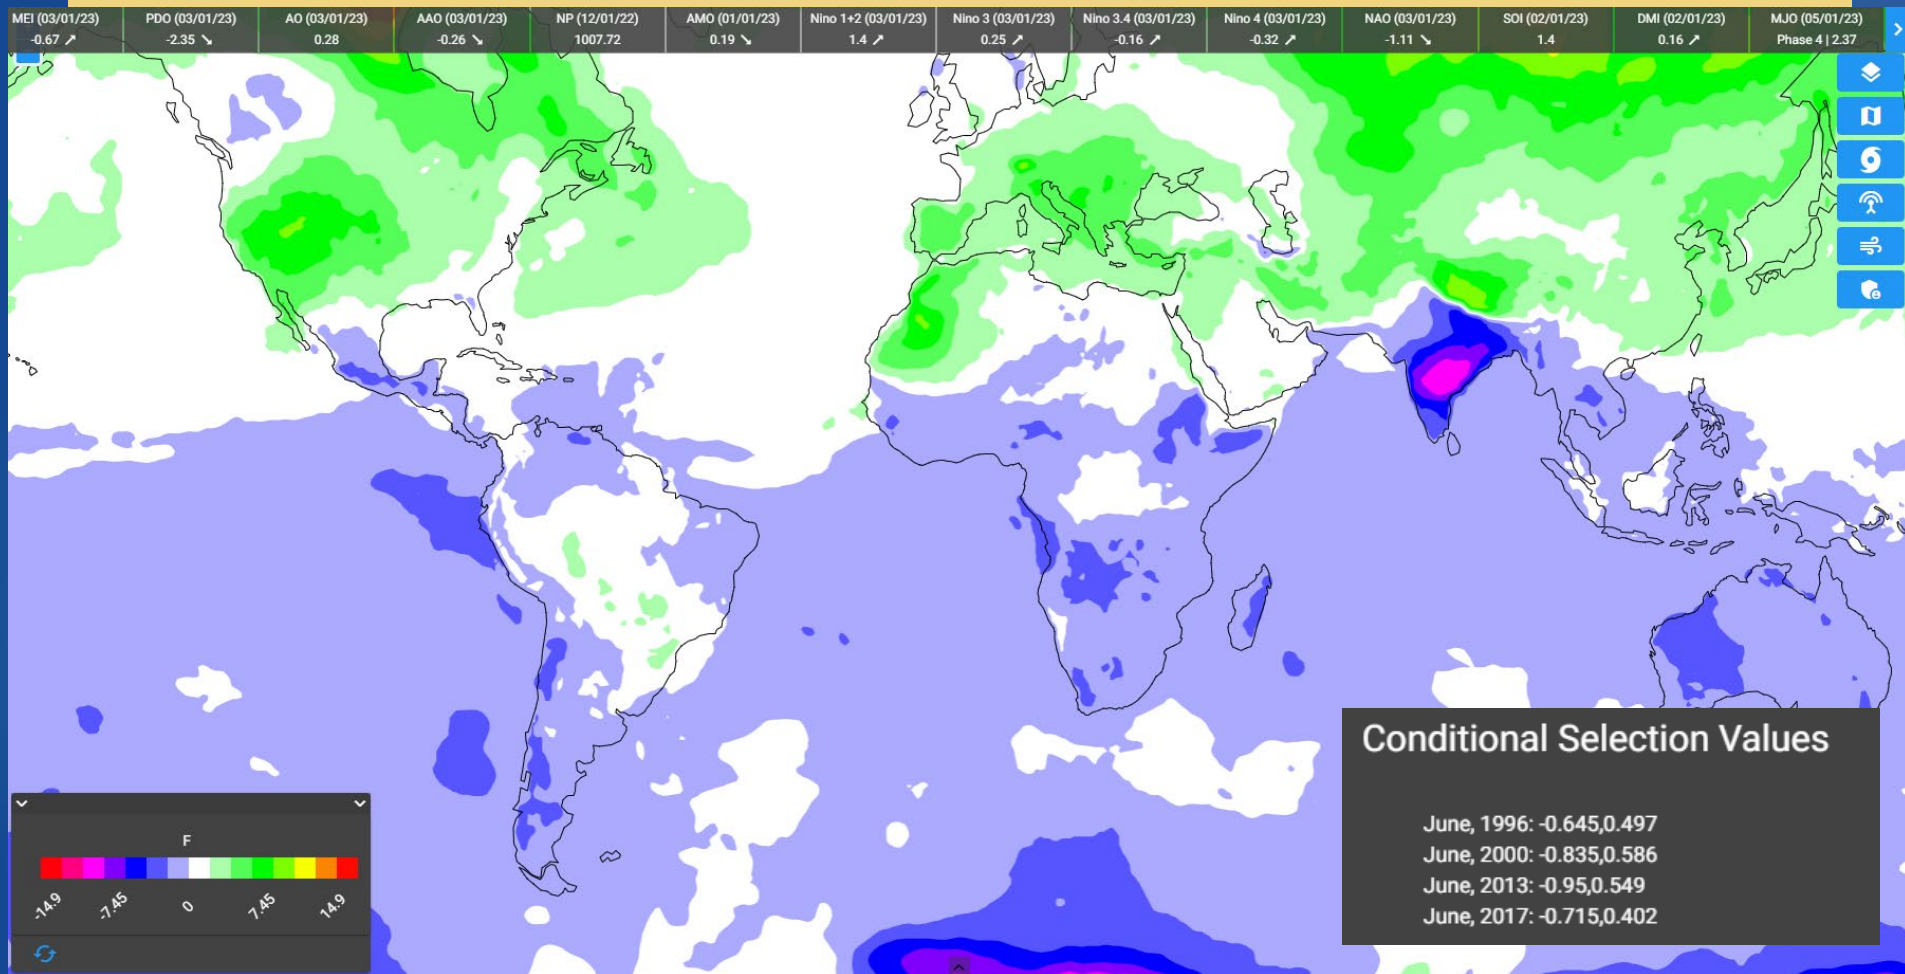 MEI (03/01/23) PDO (03/01/23) AO (03/01/23) AAO (03/01/23) NP (12/01/22) AMO (01/01/23) Nino 1+2 (03/01/23) Nino 3 (03/01/23) Nino 3.4 (03/01/23) Nino 4 (03/01/23) NAO (03/01/23) SOI (02/01/23) DMI (02/01/23) MJO (05/01/23)
-0.67 ↗ -2.35 ↘ 0.28 -0.26 ↘ 1007.72 0.19 ↘ 1.4 ↗ 0.25 ↗ -0.16 ↗ -0.32 ↗ -1.11 ↘ 1.4 0.16 ↗ Phase 4 | 2.37
Conditional Selection Values
June, 1996: -0.645,0.497
June, 2000: -0.835,0.586
June, 2013: -0.95,0.549
June, 2017: -0.715,0.402
F
-14.9 -7.45 0 7.45 14.9